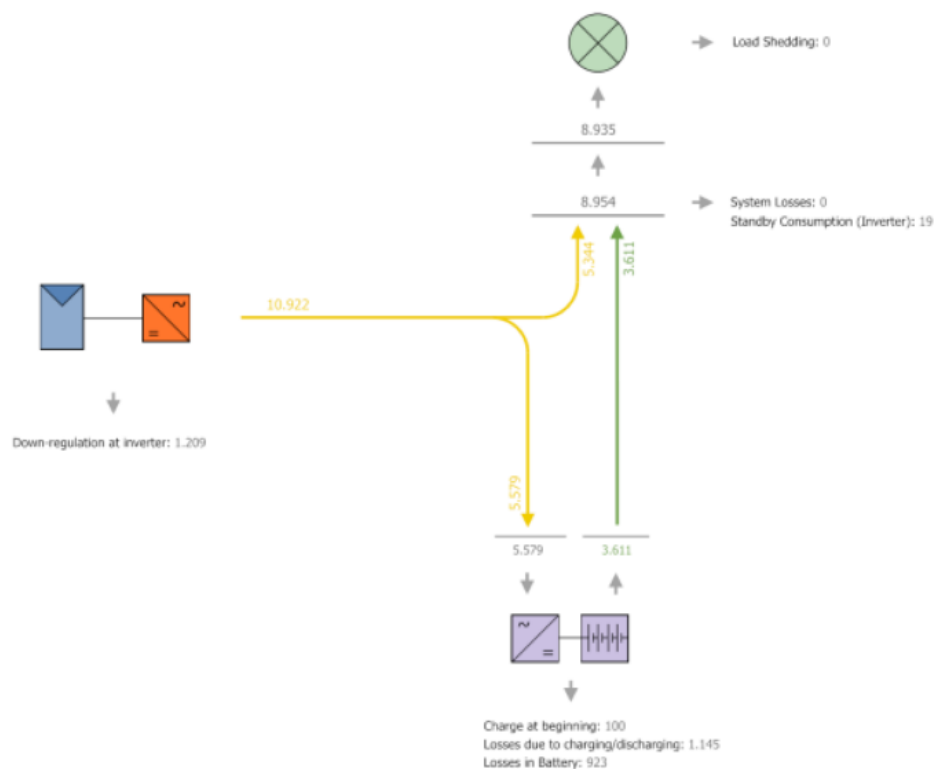 Load Shedding: 0
8.935
8.954
System Losses: 0
Standby Consumption (Inverter): 19
5.344
3.611
10.922
~
=
Down-regulation at inverter: 1.209
5.579
5.579
3.611
~
=
Charge at beginning: 100
Losses due to charging/discharging: 1.145
Losses in Battery: 923